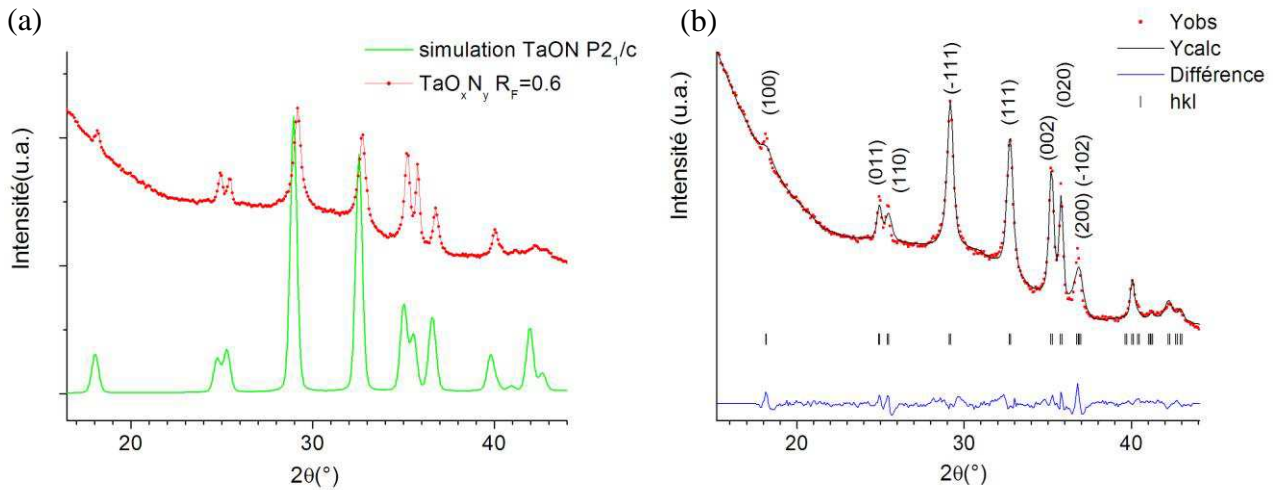 (a)
simulation TaON P2₁/c
TaOₓNᵧ R_F=0.6
Intensité(u.a.)
20 30 40
2θ(°)
(b)
Yobs
Ycalc
Différence
hkl
(100)
(011)
(110)
(-111)
(111)
(002)
(020)
(200) (-102)
Intensité (u.a.)
20 30 40
2θ(°)